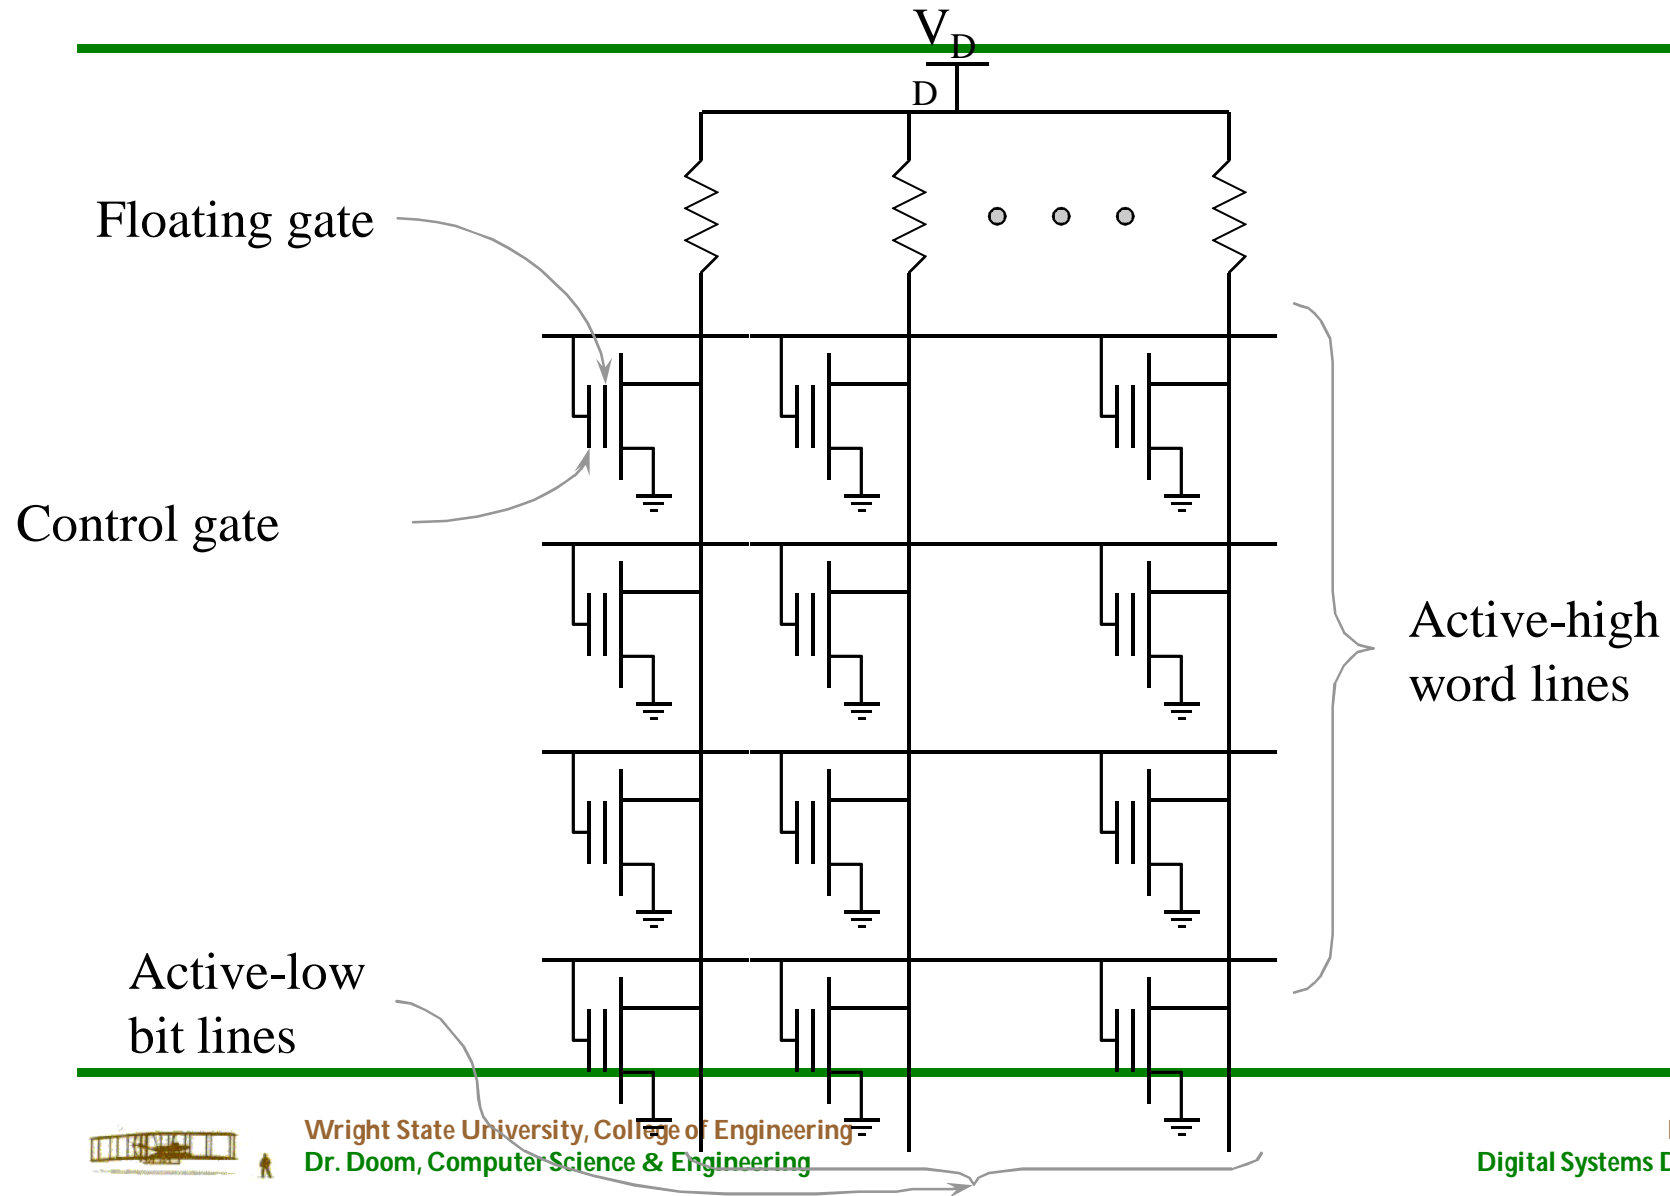 V
D
D
Floating gate
Control gate
Active-high
word lines
Active-low
bit lines
Wright State University, College of Engineering
Dr. Doom, Computer Science & Engineering
Digital Systems D